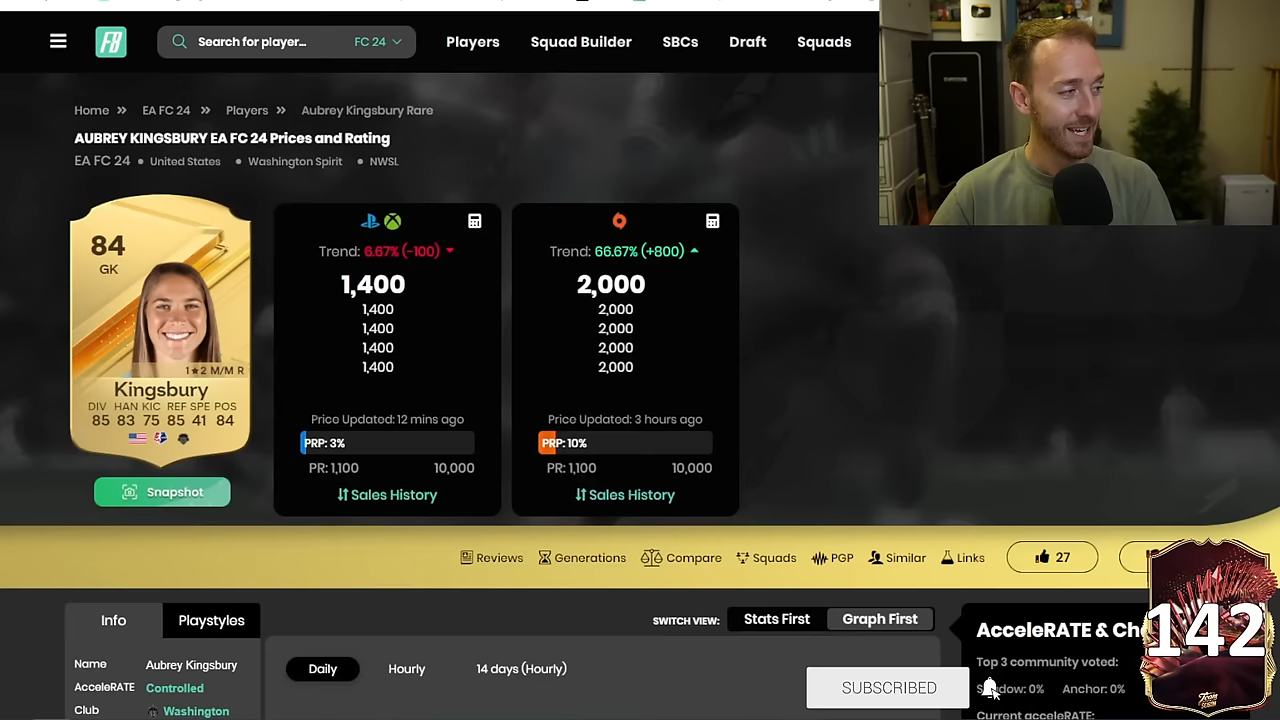 FB
Search for player...
FC 24
Players
Squad Builder
SBCs
Draft
Squads
Home » EA FC 24 » Players » Aubrey Kingsbury Rare
AUBREY KINGSBURY EA FC 24 Prices and Rating
EA FC 24 • United States • Washington Spirit • NWSL
84
GK
1★2 M/M R
Kingsbury
DIV HAN KIC REF SPE POS
85 83 75 85 41 84
Snapshot
Trend: 6.67% (-100)
1,400
1,400
1,400
1,400
1,400
Price Updated: 12 mins ago
PRP: 3%
PR: 1,100 10,000
Sales History
Trend: 66.67% (+800)
2,000
2,000
2,000
2,000
2,000
Price Updated: 3 hours ago
PRP: 10%
PR: 1,100 10,000
Sales History
Reviews
Generations
Compare
Squads
PGP
Similar
Links
27
Info
Playstyles
Name Aubrey Kingsbury
AcceleRATE Controlled
Club Washington
SWITCH VIEW:
Stats First
Graph First
Daily
Hourly
14 days (Hourly)
AcceleRATE & Ch
Top 3 community voted:
dow: 0% Anchor: 0%
Current acceleRATE:
SUBSCRIBED
142